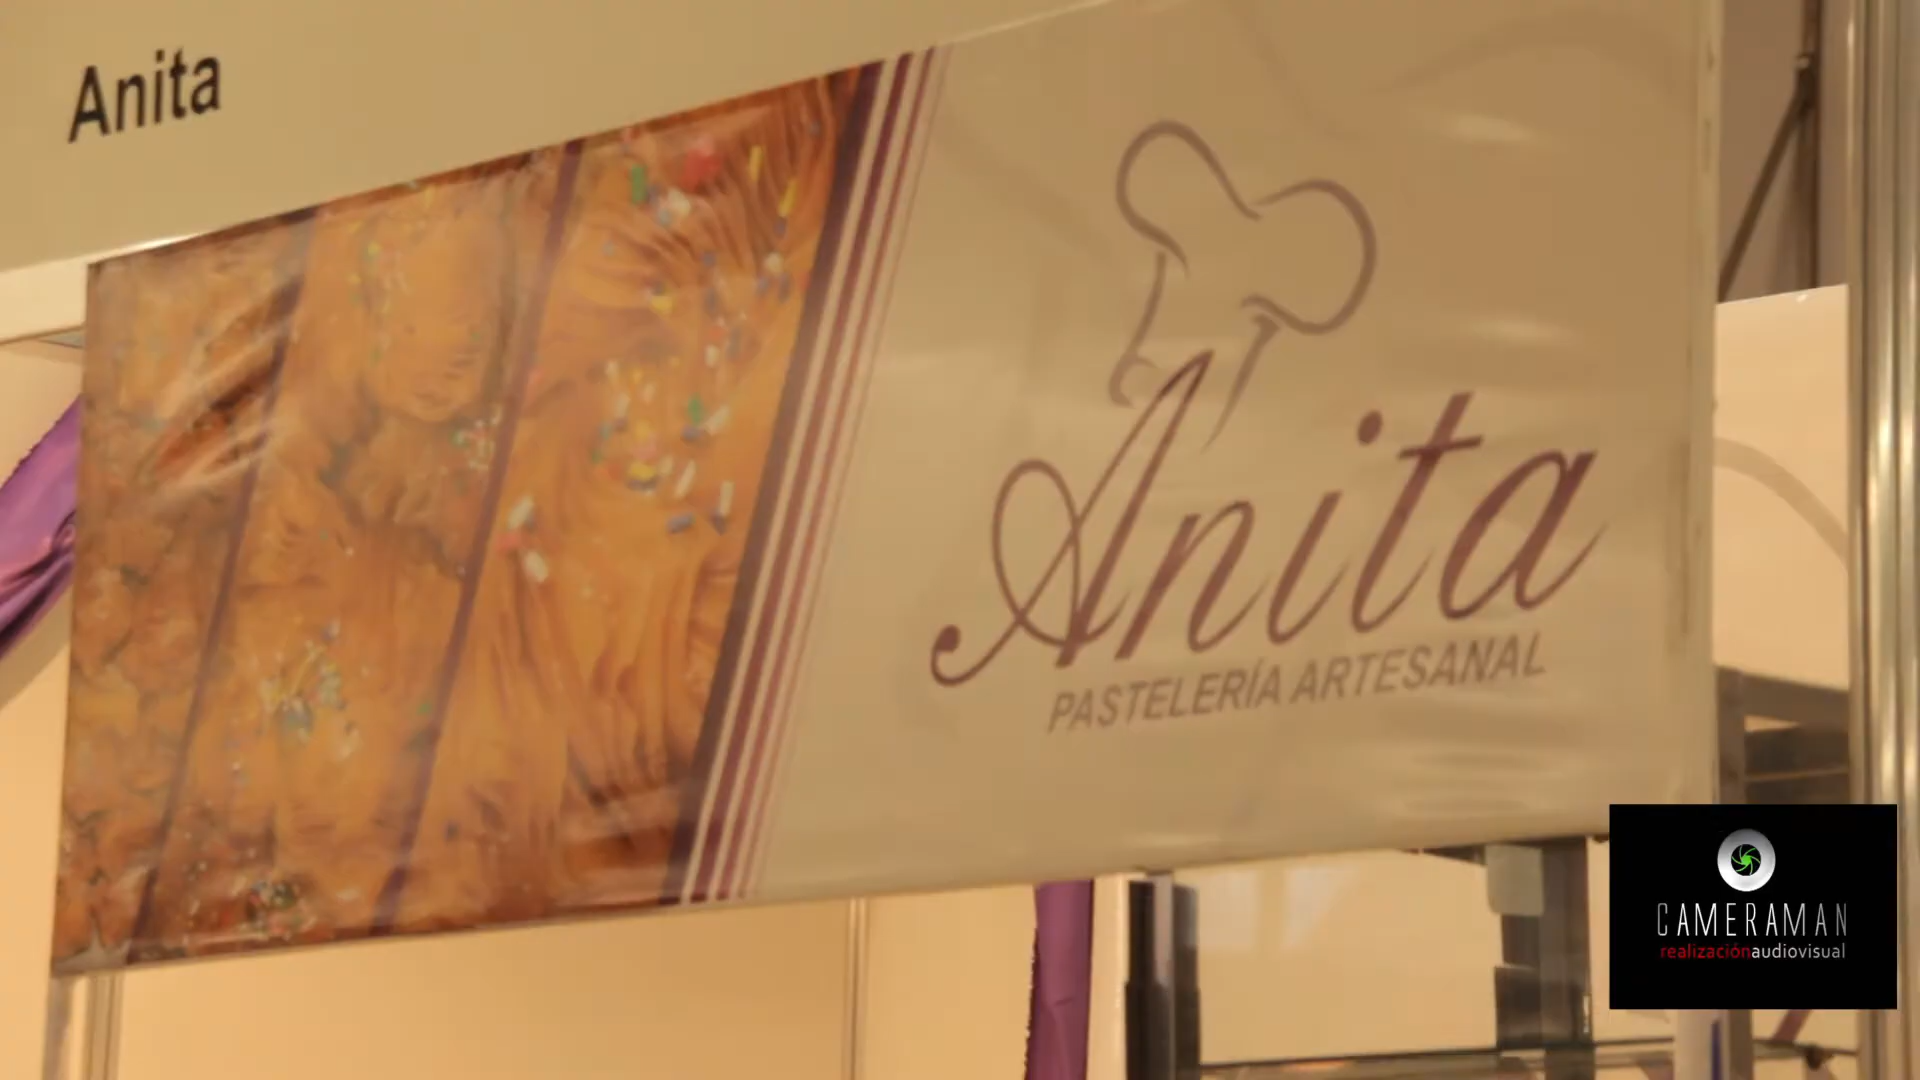 Anita
Anita
PASTELERÍA ARTESANAL
CAMERAMAN
realizaciónaudiovisual